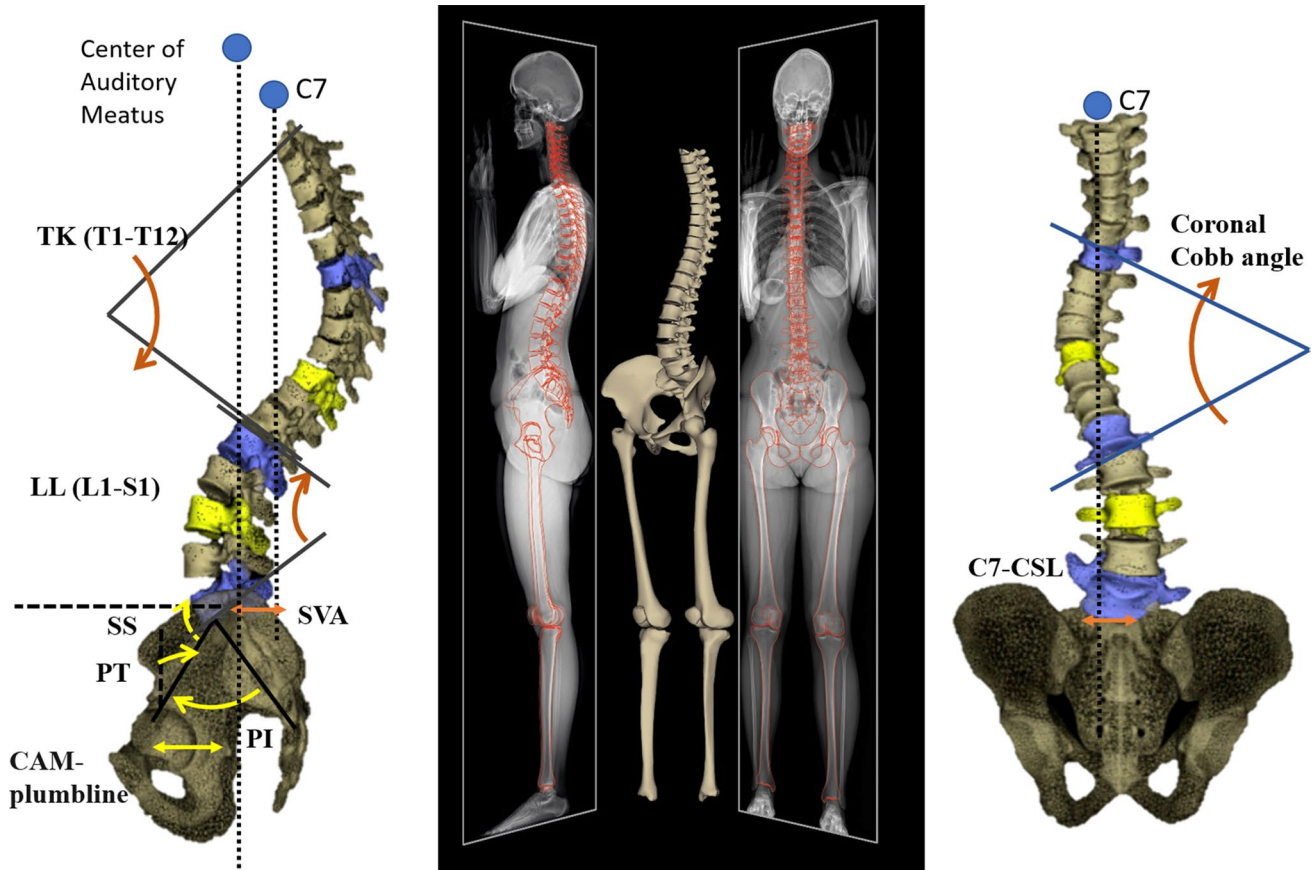 Center of
Auditory
Meatus
C7
TK (T1-T12)
LL (L1-S1)
SS
SVA
PT
PI
CAM-
plumbline
C7
Coronal
Cobb angle
C7-CSL